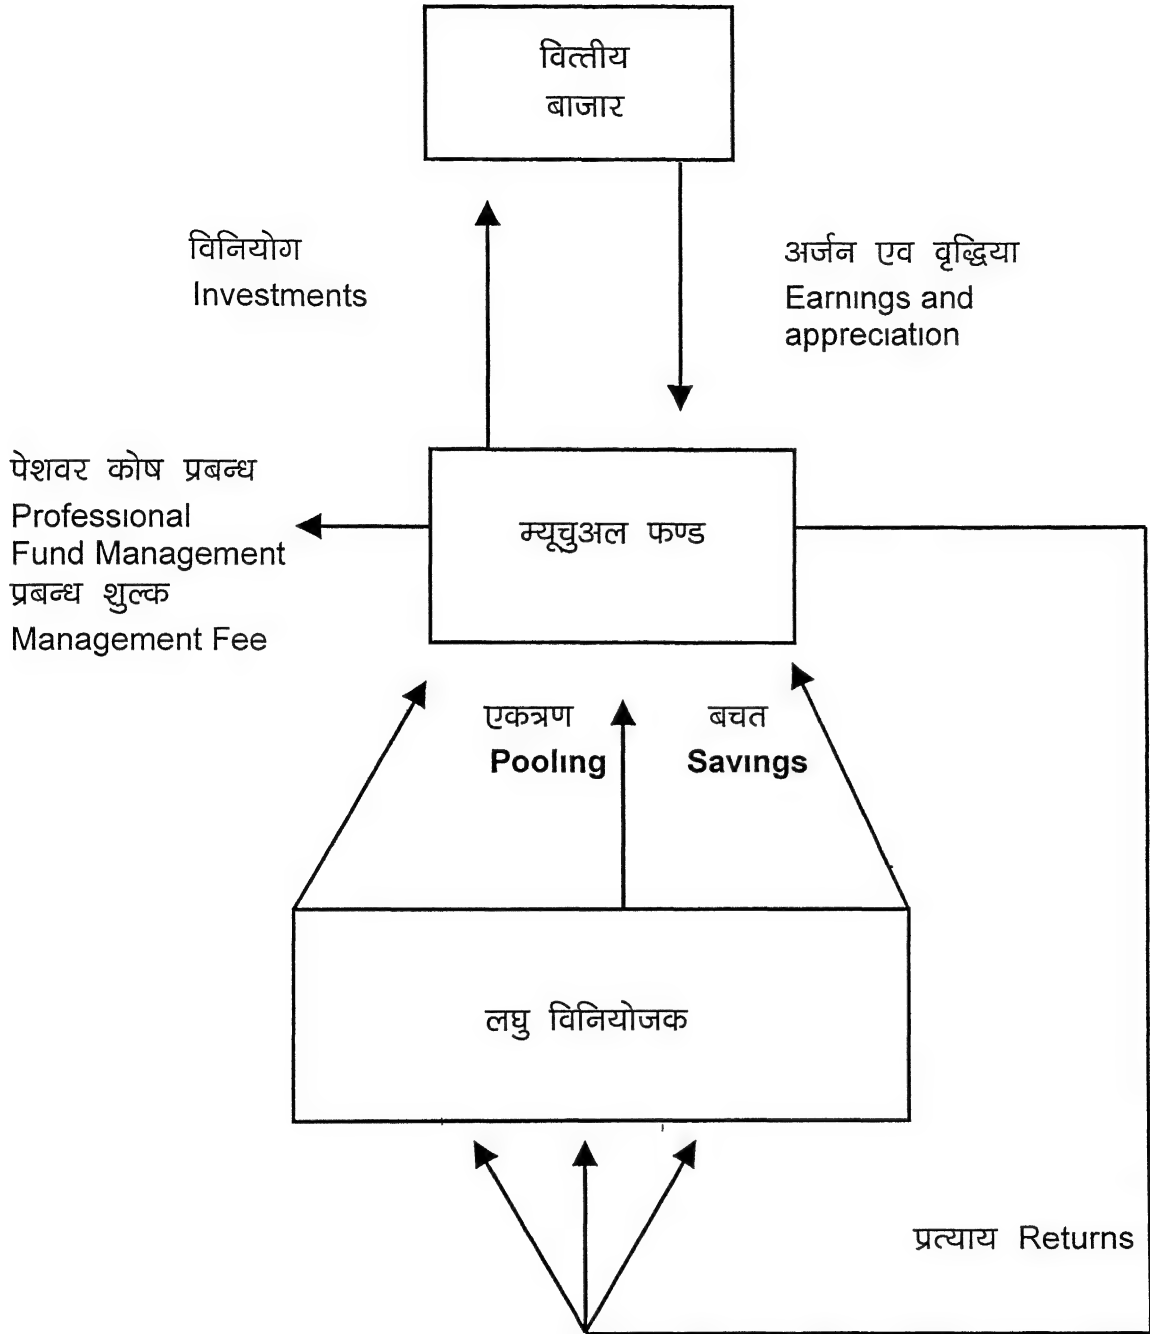 वित्तीय
बाजार
विनियोग
Investments
अर्जन एव वृद्धिया
Earnings and
appreciation
पेशवर कोष प्रबन्ध
Professional
Fund Management
प्रबन्ध शुल्क
Management Fee
म्यूचुअल फण्ड
एकत्रण
Pooling
बचत
Savings
लघु विनियोजक
प्रत्याय Returns